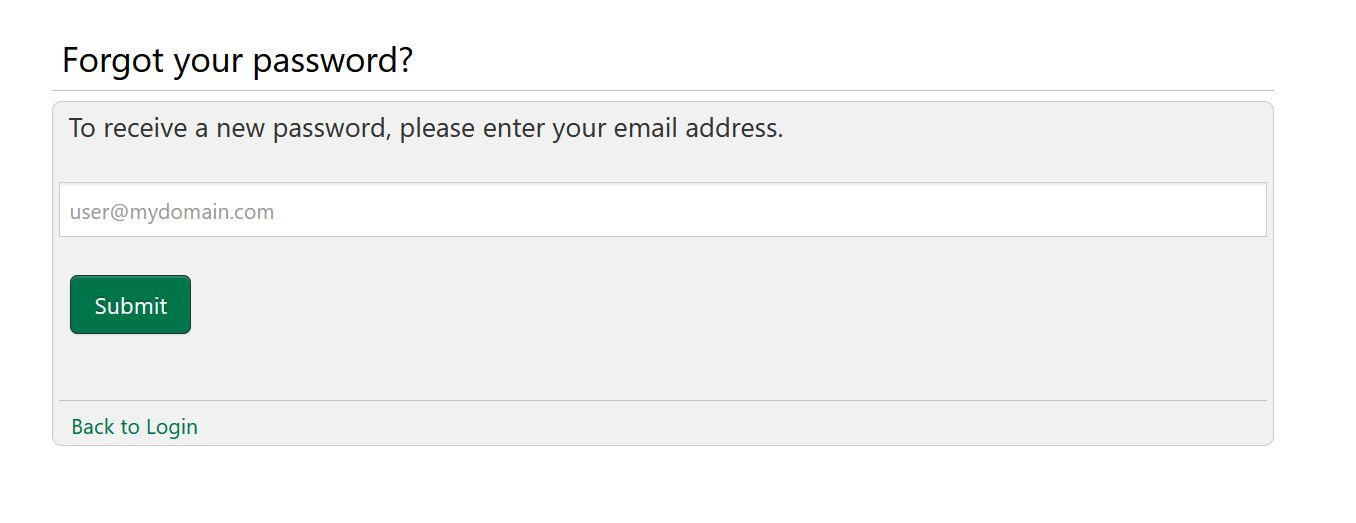 Forgot your password?
To receive a new password, please enter your email address.
user@mydomain.com
Submit
Back to Login